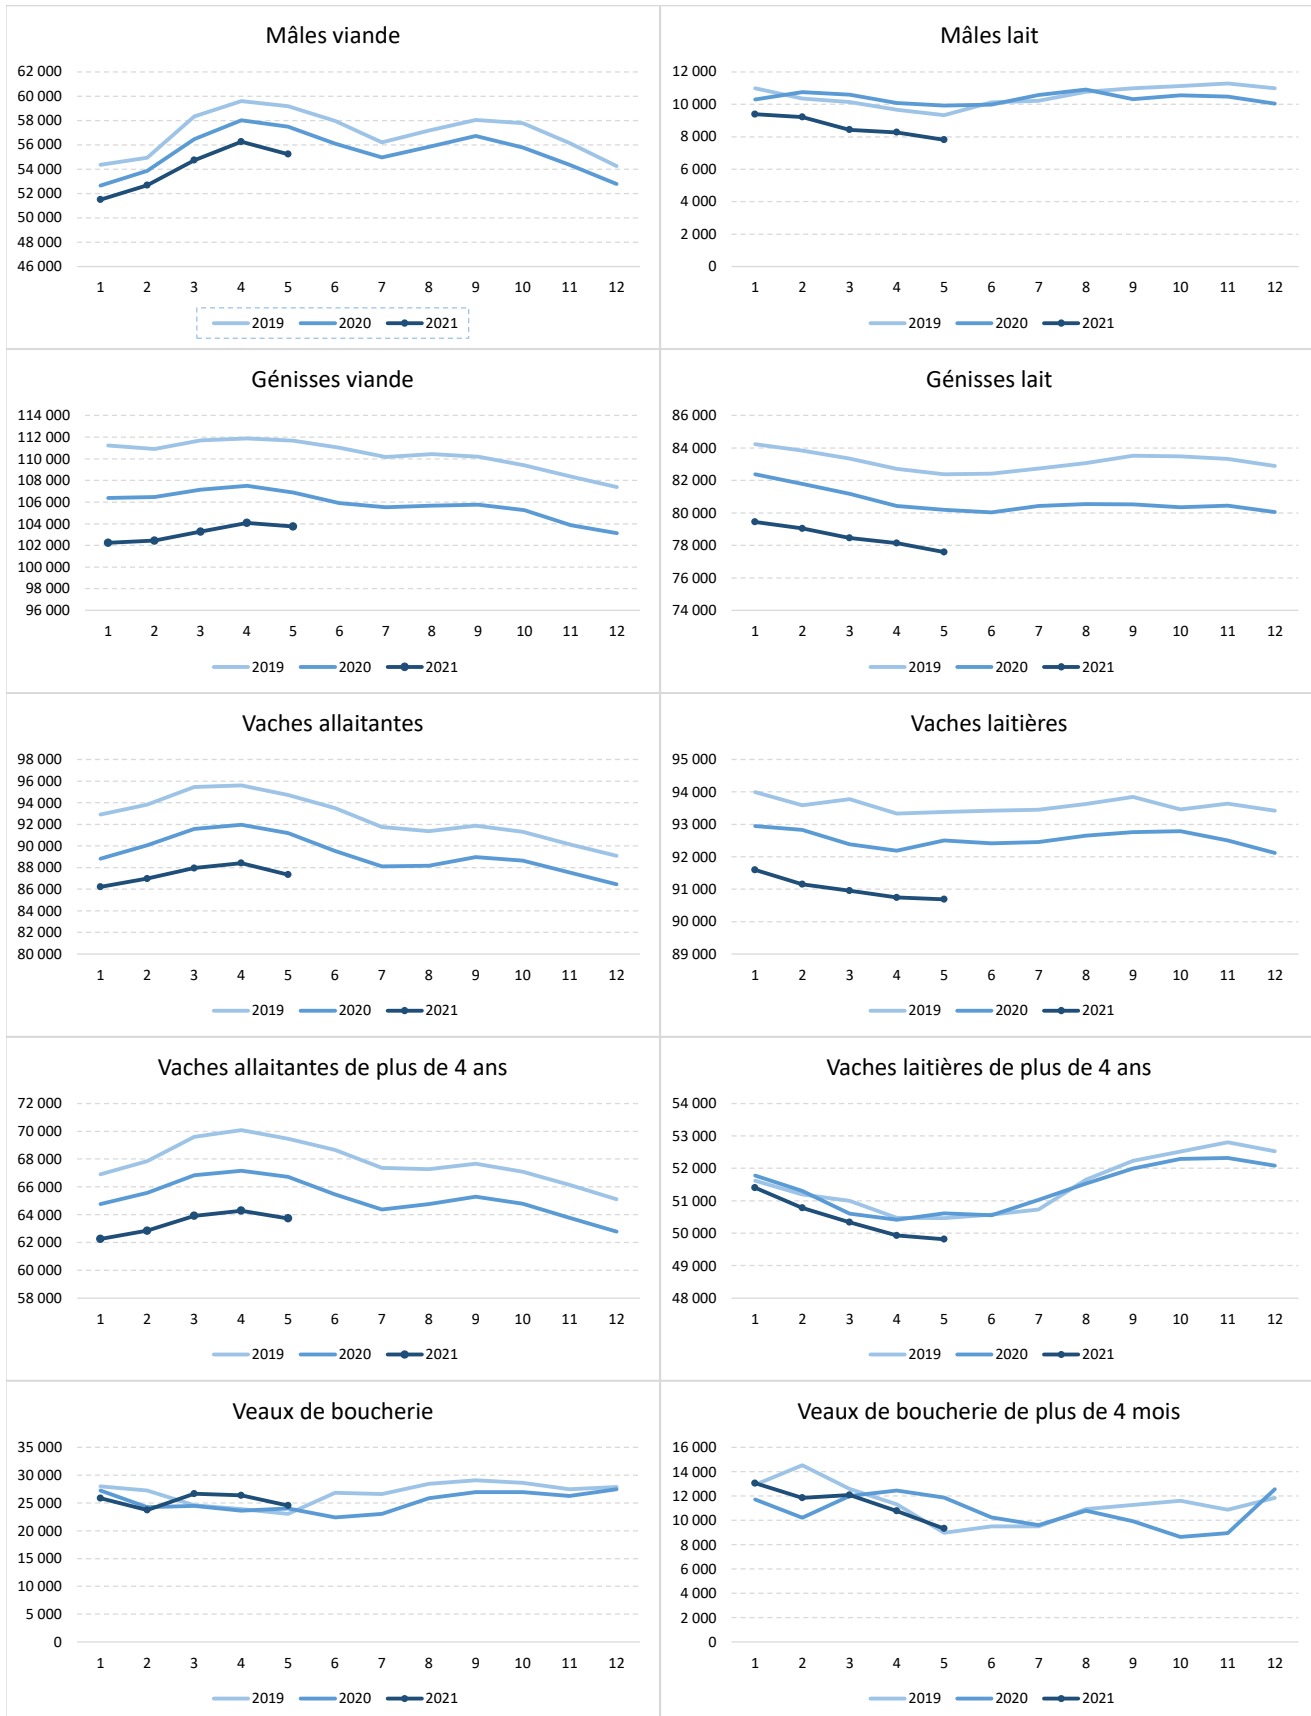 Mâles viande
62 000
60 000
58 000
56 000
54 000
52 000
50 000
48 000
46 000
1 2 3 4 5 6 7 8 9 10 11 12
2019 2020 2021
Mâles lait
12 000
10 000
8 000
6 000
4 000
2 000
0
1 2 3 4 5 6 7 8 9 10 11 12
2019 2020 2021
Génisses viande
114 000
112 000
110 000
108 000
106 000
104 000
102 000
100 000
98 000
96 000
1 2 3 4 5 6 7 8 9 10 11 12
2019 2020 2021
Génisses lait
86 000
84 000
82 000
80 000
78 000
76 000
74 000
1 2 3 4 5 6 7 8 9 10 11 12
2019 2020 2021
Vaches allaitantes
98 000
96 000
94 000
92 000
90 000
88 000
86 000
84 000
82 000
80 000
1 2 3 4 5 6 7 8 9 10 11 12
2019 2020 2021
Vaches laitières
95 000
94 000
93 000
92 000
91 000
90 000
89 000
1 2 3 4 5 6 7 8 9 10 11 12
2019 2020 2021
Vaches allaitantes de plus de 4 ans
72 000
70 000
68 000
66 000
64 000
62 000
60 000
58 000
1 2 3 4 5 6 7 8 9 10 11 12
2019 2020 2021
Vaches laitières de plus de 4 ans
54 000
53 000
52 000
51 000
50 000
49 000
48 000
1 2 3 4 5 6 7 8 9 10 11 12
2019 2020 2021
Veaux de boucherie
35 000
30 000
25 000
20 000
15 000
10 000
5 000
0
1 2 3 4 5 6 7 8 9 10 11 12
2019 2020 2021
Veaux de boucherie de plus de 4 mois
16 000
14 000
12 000
10 000
8 000
6 000
4 000
2 000
0
1 2 3 4 5 6 7 8 9 10 11 12
2019 2020 2021